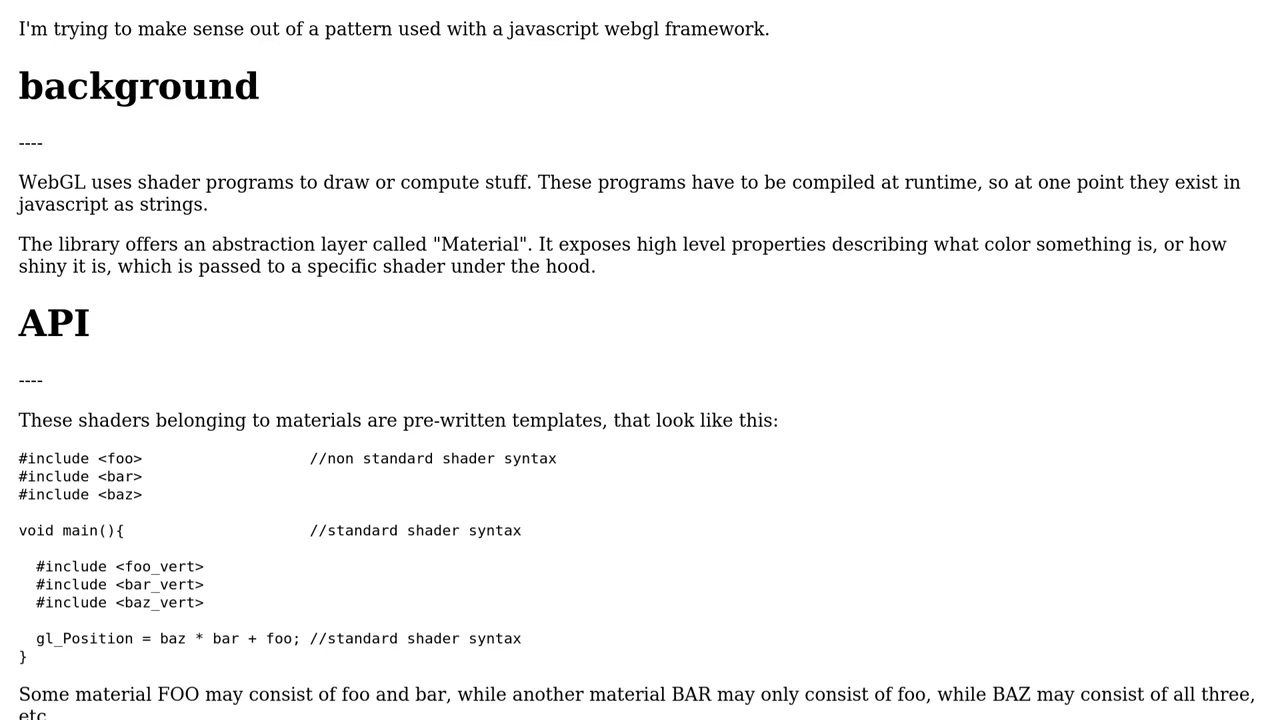 I'm trying to make sense out of a pattern used with a javascript webgl framework.
background
----
WebGL uses shader programs to draw or compute stuff. These programs have to be compiled at runtime, so at one point they exist in
javascript as strings.
The library offers an abstraction layer called "Material". It exposes high level properties describing what color something is, or how
shiny it is, which is passed to a specific shader under the hood.
API
----
These shaders belonging to materials are pre-written templates, that look like this:
#include <foo>                   //non standard shader syntax
#include <bar>
#include <baz>
void main(){                     //standard shader syntax
  #include <foo_vert>
  #include <bar_vert>
  #include <baz_vert>
  gl_Position = baz * bar + foo; //standard shader syntax
}
Some material FOO may consist of foo and bar, while another material BAR may only consist of foo, while BAZ may consist of all three,
etc.